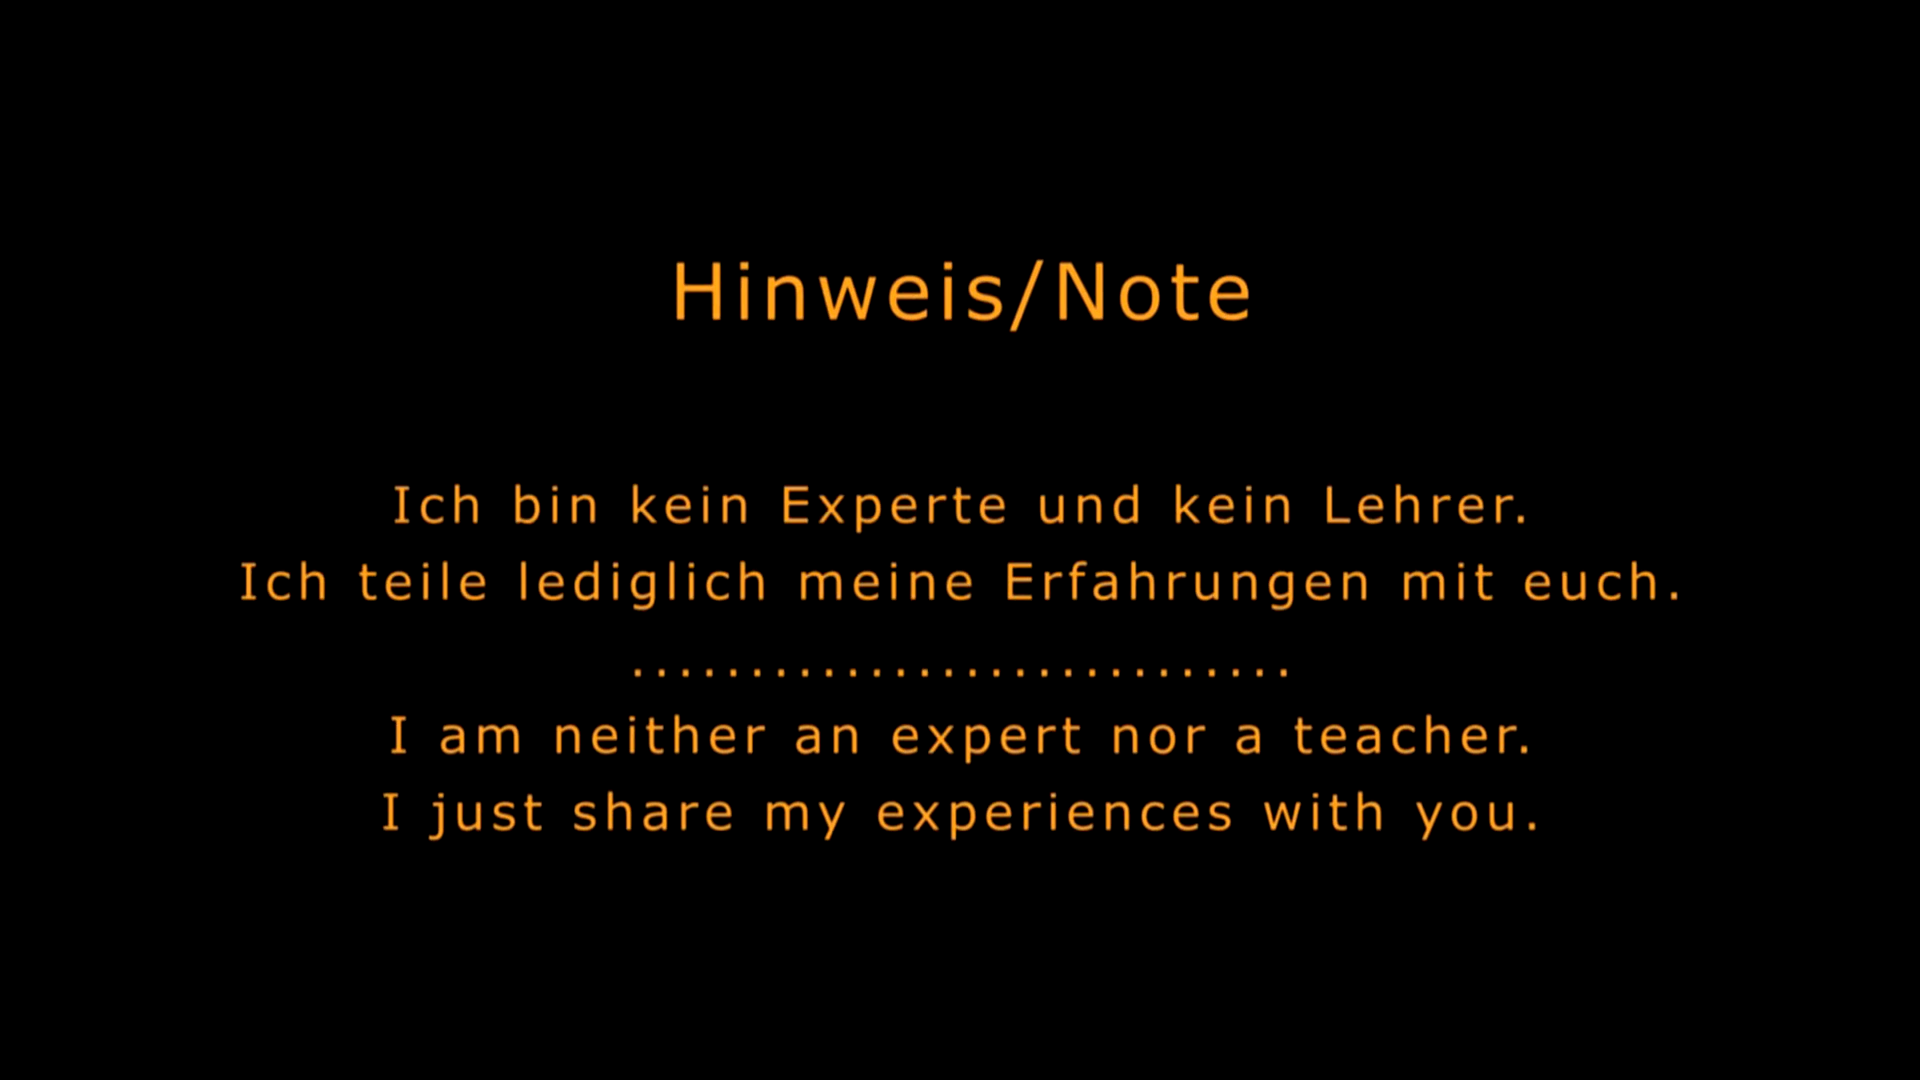 Hinweis/Note
Ich bin kein Experte und kein Lehrer.
Ich teile lediglich meine Erfahrungen mit euch.
............................
I am neither an expert nor a teacher.
I just share my experiences with you.